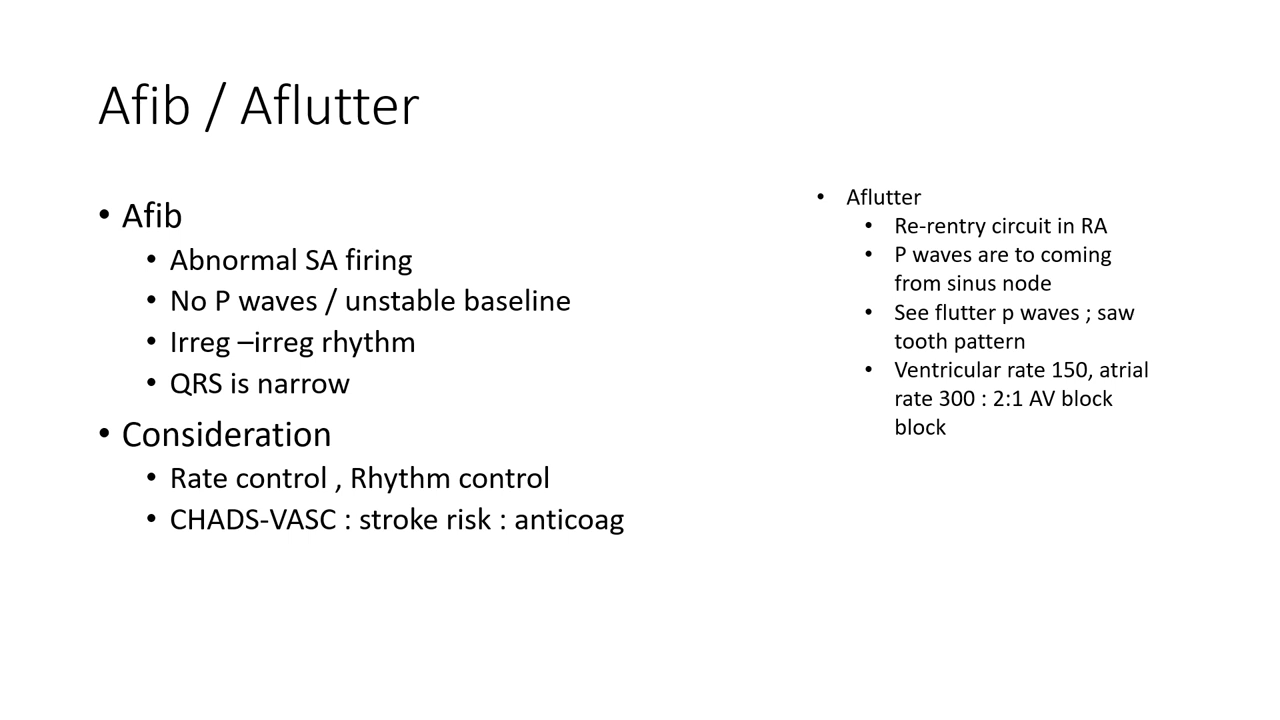 Afib / Aflutter
• Afib
• Abnormal SA firing
• No P waves / unstable baseline
• Irreg –irreg rhythm
• QRS is narrow
• Consideration
• Rate control , Rhythm control
• CHADS-VASC : stroke risk : anticoag
• Aflutter
• Re-rentry circuit in RA
• P waves are to coming
from sinus node
• See flutter p waves ; saw
tooth pattern
• Ventricular rate 150, atrial
rate 300 : 2:1 AV block
block